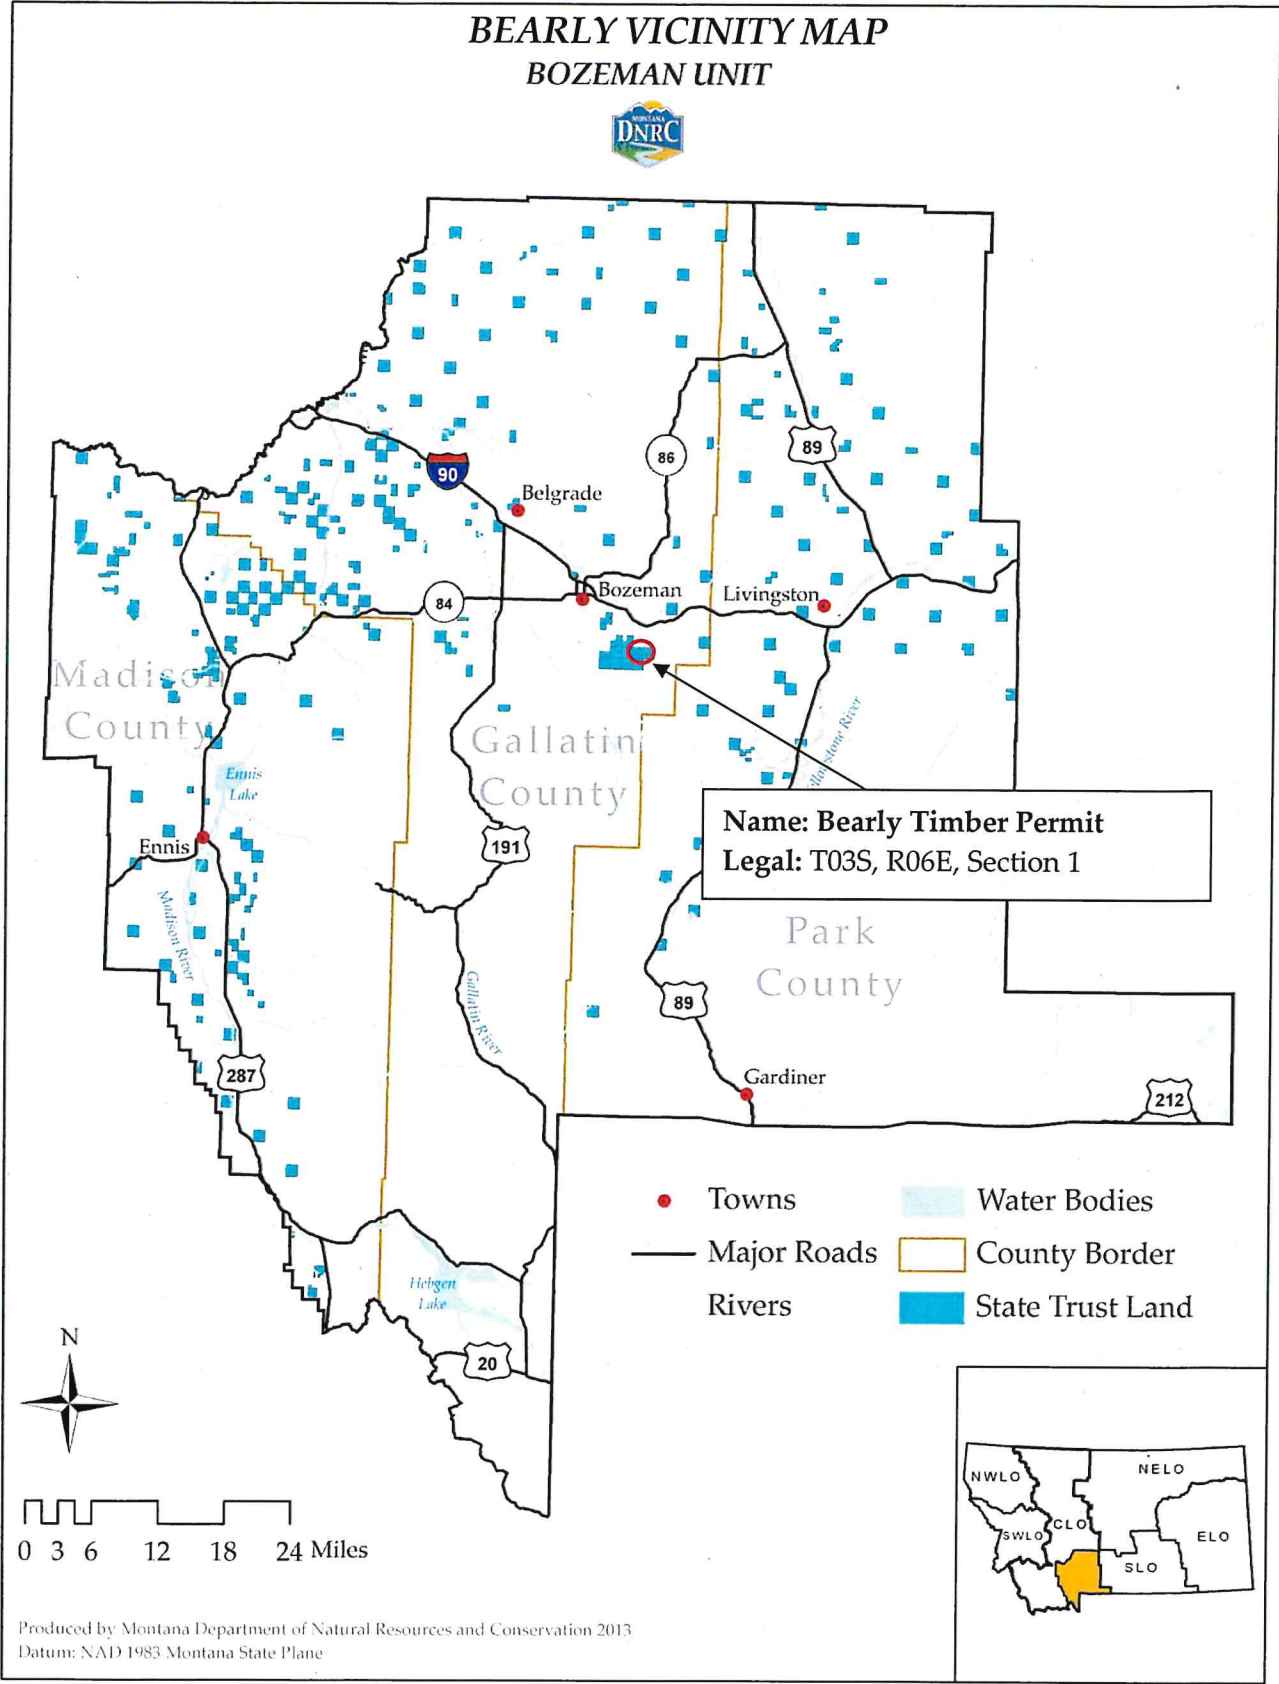 BEARLY VICINITY MAP
BOZEMAN UNIT
MONTANA
DNRC
89
86
90
Belgrade
Bozeman
Livingston
84
Madison
County
Gallatin
County
Yellowstone River
Ennis
Lake
Name: Bearly Timber Permit
Legal: T03S, R06E, Section 1
Ennis
191
Madison River
Park
County
Gallatin River
89
287
Gardiner
212
Towns
Water Bodies
Major Roads
County Border
Rivers
State Trust Land
Hebgen
Lake
20
N
0 3 6 12 18 24 Miles
NWLO
NELO
CLO
SWLO
ELO
SLO
Produced by Montana Department of Natural Resources and Conservation 2013
Datum: NAD 1983 Montana State Plane